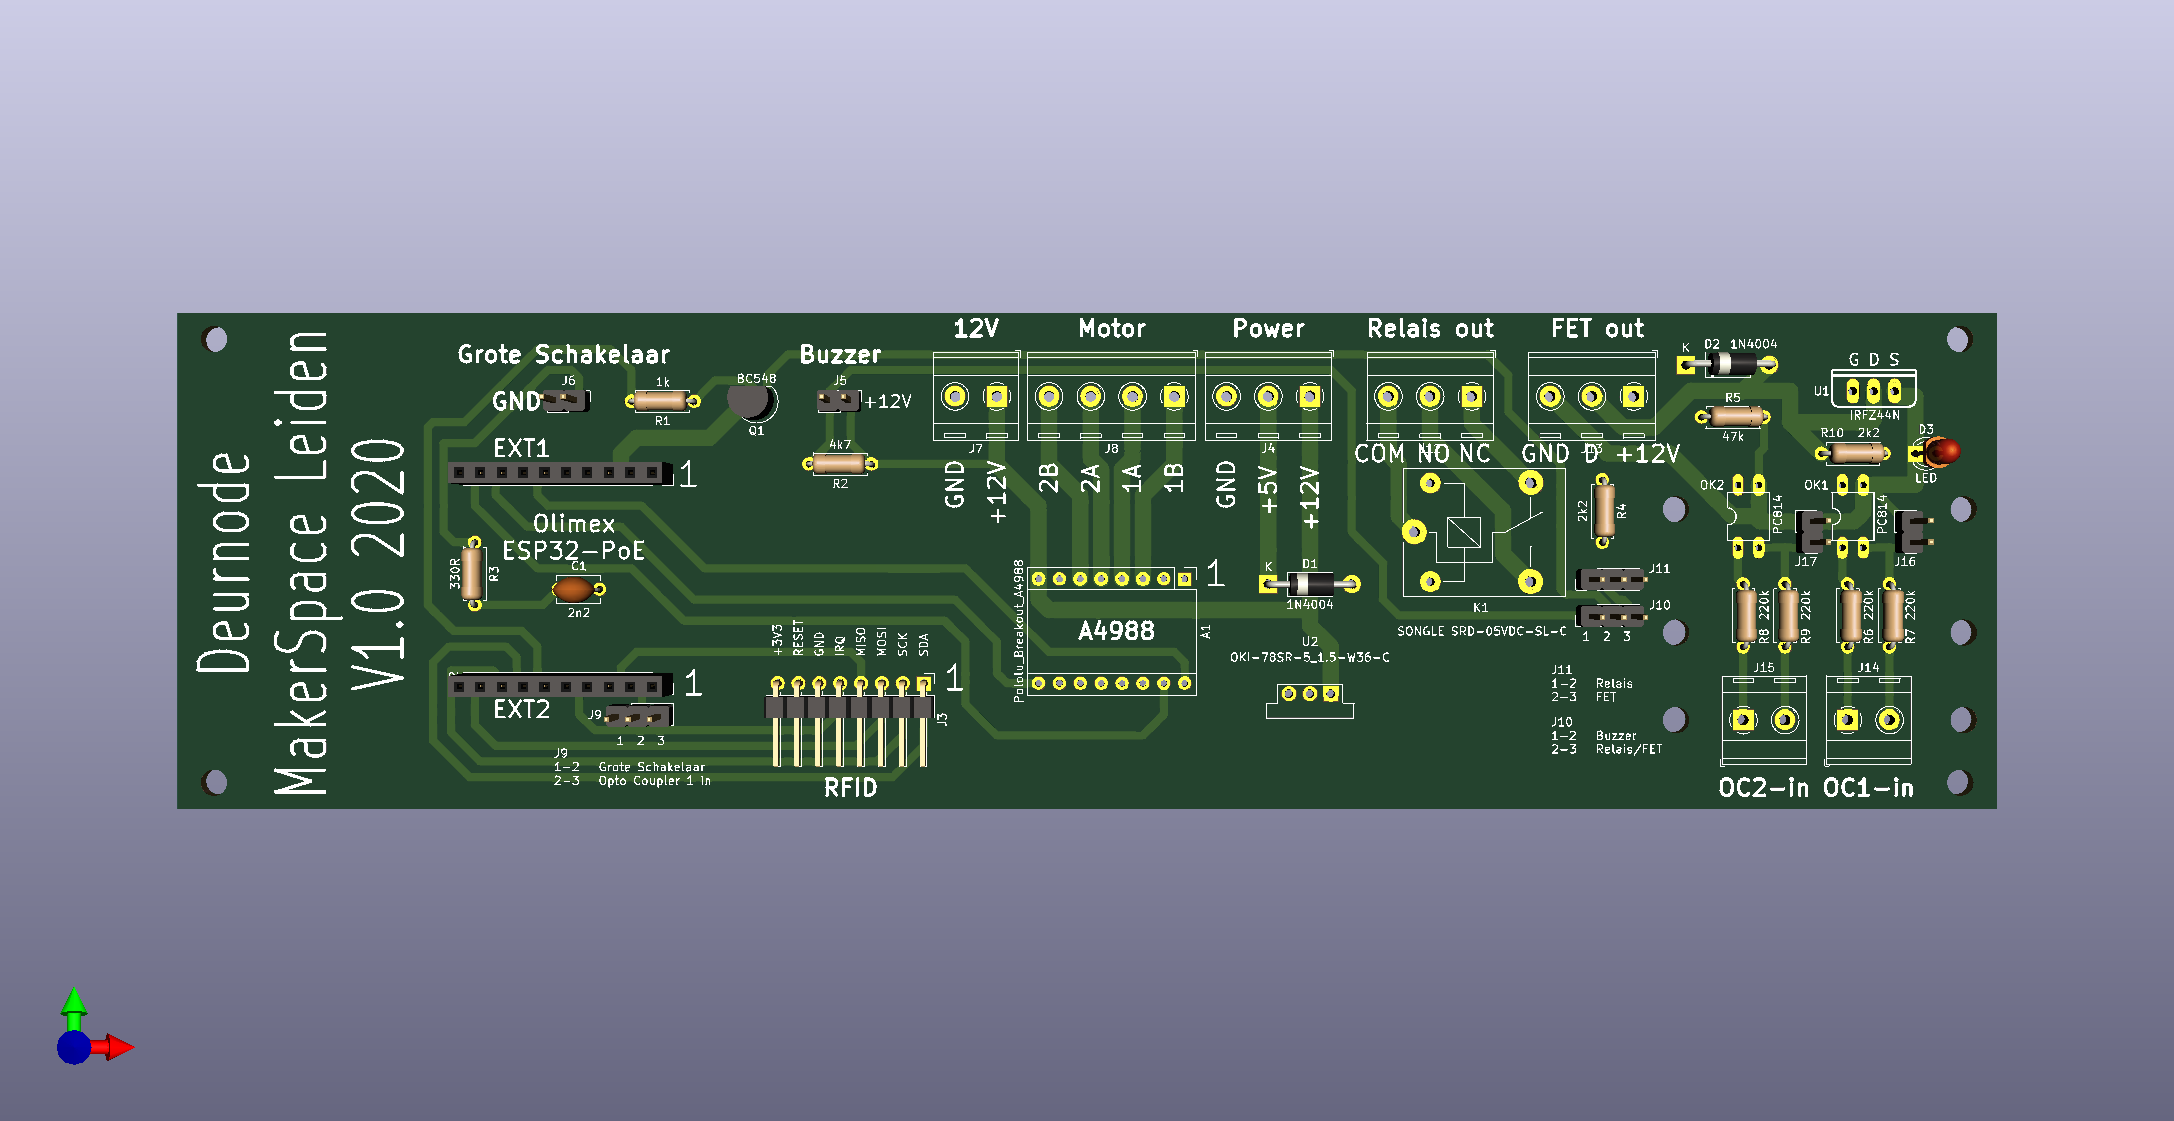 Deurnode
MakerSpace Leiden
V1.0 2020
Grote Schakelaar
J6
GND
1k
R1
BC548
Q1
Buzzer
J5
+12V
4k7
R2
EXT1
1
Olimex
ESP32-PoE
330R
R3
C1
2n2
EXT2
1
J9
1 2 3
J9
1-2 Grote Schakelaar
2-3 Opto Coupler 1 in
+3V3
RESET
GND
IRQ
MISO
MOSI
SCK
SDA
1
J3
RFID
12V
J7
GND
+12V
Motor
J8
2B
2A
1A
1B
Pololu_Breakout_A4988
1
A4988
A1
Power
J4
GND
+5V
+12V
K
D1
1N4004
U2
OKI-78SR-5_1.5-W36-C
Relais out
COM NO NC
K1
SONGLE SRD-05VDC-SL-C
FET out
J13
GND D +12V
2k2
R4
J11
J10
1 2 3
J11
1-2 Relais
2-3 FET
J10
1-2 Buzzer
2-3 Relais/FET
K
D2 1N4004
R5
47k
G D S
U1
IRFZ44N
R10 2k2
D3
LED
OK2
PC814
J17
OK1
PC814
J16
R8 220k
R9 220k
R6 220k
R7 220k
J15
J14
OC2-in OC1-in